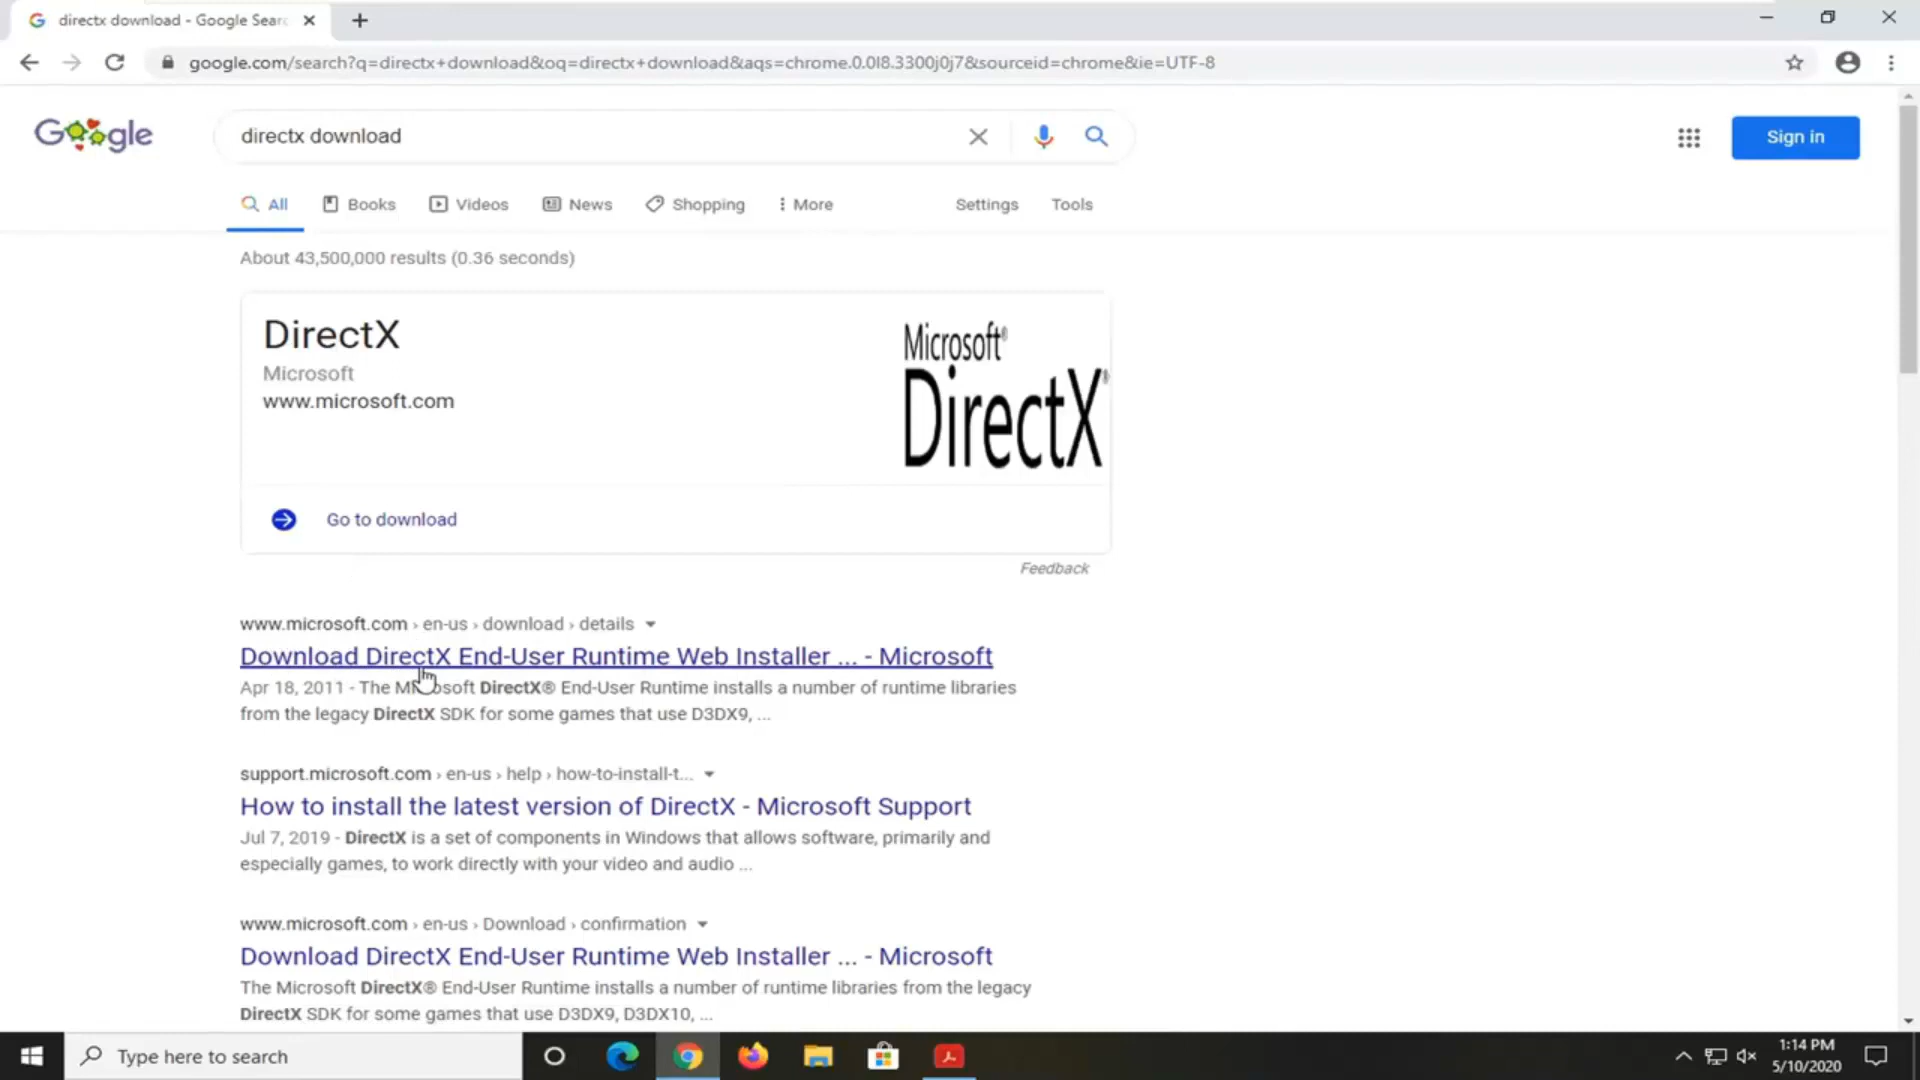 directx download - Google Sear
google.com/search?q=directx+download&oq=directx+download&aqs=chrome.0.0l8.3300j0j7&sourceid=chrome&ie=UTF-8
Google
directx download
Sign in
All
Books
Videos
News
Shopping
More
Settings
Tools
About 43,500,000 results (0.36 seconds)
DirectX
Microsoft
www.microsoft.com
Microsoft®
DirectX®
Go to download
Feedback
www.microsoft.com › en-us › download › details
Download DirectX End-User Runtime Web Installer ... - Microsoft
Apr 18, 2011 - The Microsoft DirectX® End-User Runtime installs a number of runtime libraries
from the legacy DirectX SDK for some games that use D3DX9, ...
support.microsoft.com › en-us › help › how-to-install-t...
How to install the latest version of DirectX - Microsoft Support
Jul 7, 2019 - DirectX is a set of components in Windows that allows software, primarily and
especially games, to work directly with your video and audio ...
www.microsoft.com › en-us › Download › confirmation
Download DirectX End-User Runtime Web Installer ... - Microsoft
The Microsoft DirectX® End-User Runtime installs a number of runtime libraries from the legacy
DirectX SDK for some games that use D3DX9, D3DX10, ...
Type here to search
1:14 PM
5/10/2020